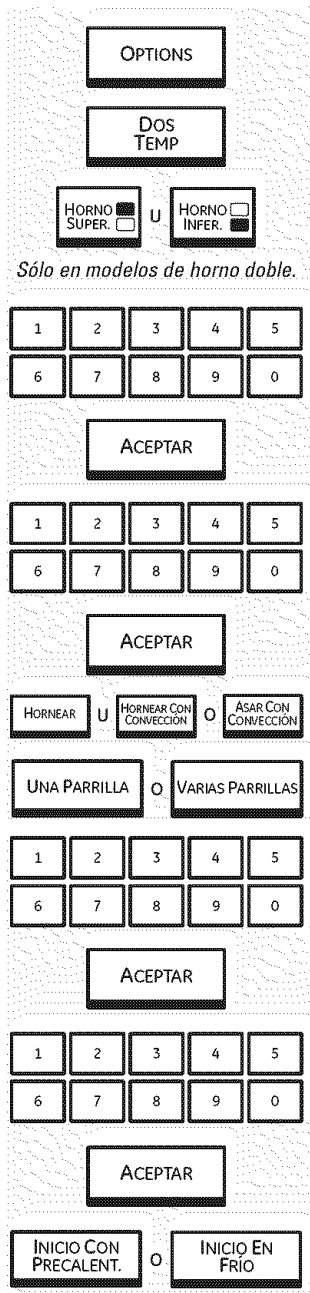 OPTIONS
DOS
TEMP
HORNO
SUPER.
U
HORNO
INFER.
Sólo en modelos de horno doble.
1 2 3 4 5
6 7 8 9 0
ACEPTAR
1 2 3 4 5
6 7 8 9 0
ACEPTAR
HORNEAR U HORNEAR CON
CONVECCIÓN O ASAR CON
CONVECCIÓN
UNA PARRILLA O VARIAS PARRILLAS
1 2 3 4 5
6 7 8 9 0
ACEPTAR
1 2 3 4 5
6 7 8 9 0
ACEPTAR
INICIO CON
PRECALENT.
O
INICIO EN
FRÍO